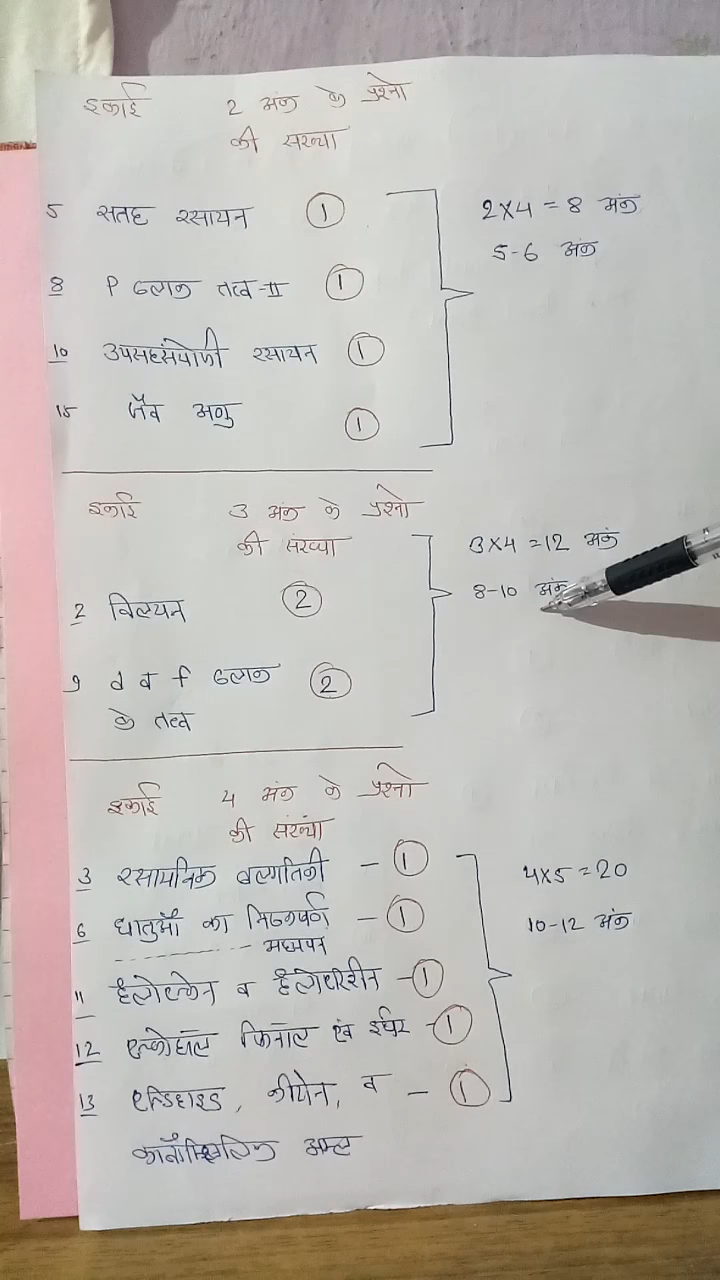 इकाई 2 अंक के प्रश्नो
की संख्या
5 सतह रसायन 1
2×4 = 8 अंक
5-6 अंक
8 P ब्लाक तत्व-II 1
10 उपसहसंयोजी रसायन 1
15 जैव अणु 1
इकाई 3 अंक के प्रश्नो
की संख्या
3×4 = 12 अंक
8-10 अंक
2 विलयन 2
9 d व f ब्लाक 2
के तत्व
इकाई 4 अंक के प्रश्नो
की संख्या
3 रसायनिक बलगतिकी - 1
4×5 = 20
10-12 अंक
6 धातुओं का निष्कर्षण - 1
11 हैलोएल्केन व हैलोएरीन - 1
12 एल्कोहॉल फिनॉल एवं ईथर - 1
13 एल्डिहाइड, कीटोन, व - 1
कार्बोक्सिलिक अम्ल